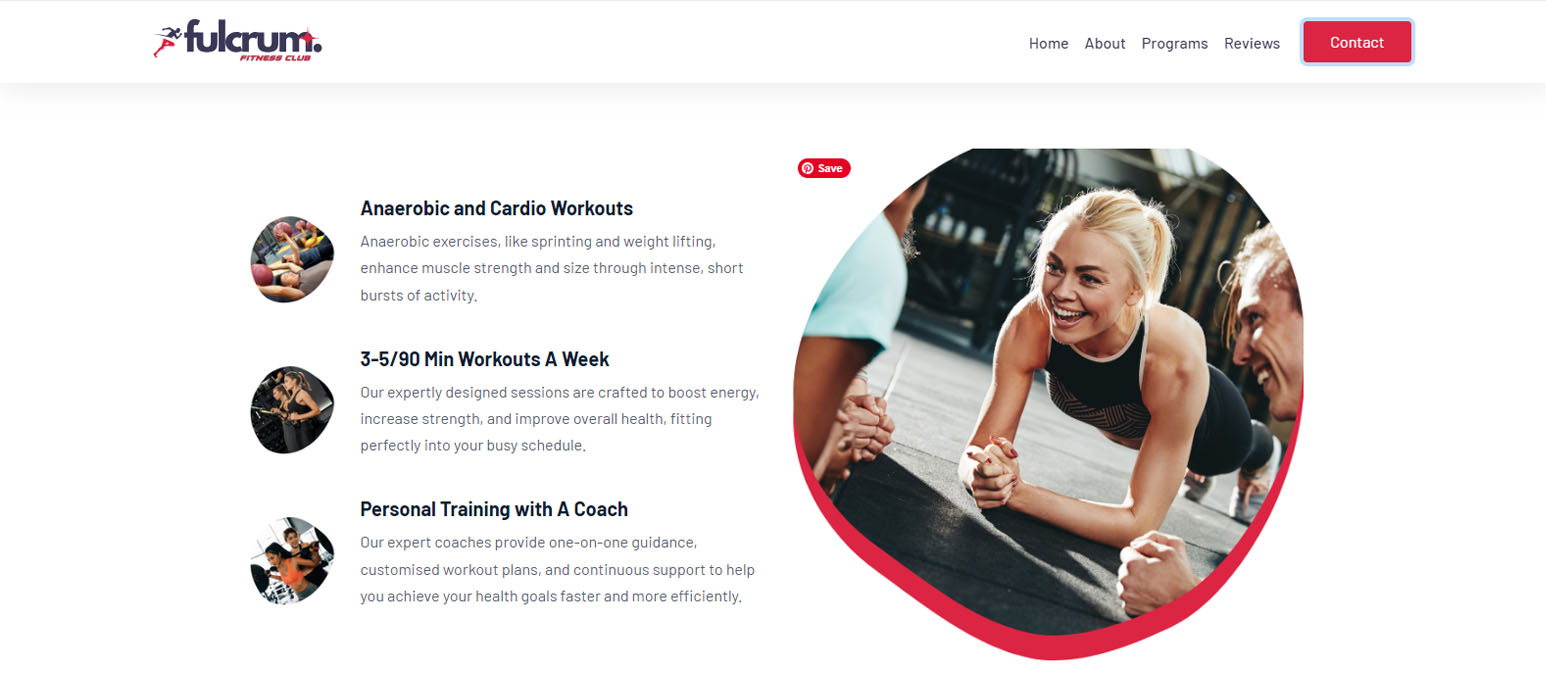 fulcrum.
FITNESS CLUB
Home About Programs Reviews Contact
Save
Anaerobic and Cardio Workouts
Anaerobic exercises, like sprinting and weight lifting,
enhance muscle strength and size through intense, short
bursts of activity.
3-5/90 Min Workouts A Week
Our expertly designed sessions are crafted to boost energy,
increase strength, and improve overall health, fitting
perfectly into your busy schedule.
Personal Training with A Coach
Our expert coaches provide one-on-one guidance,
customised workout plans, and continuous support to help
you achieve your health goals faster and more efficiently.